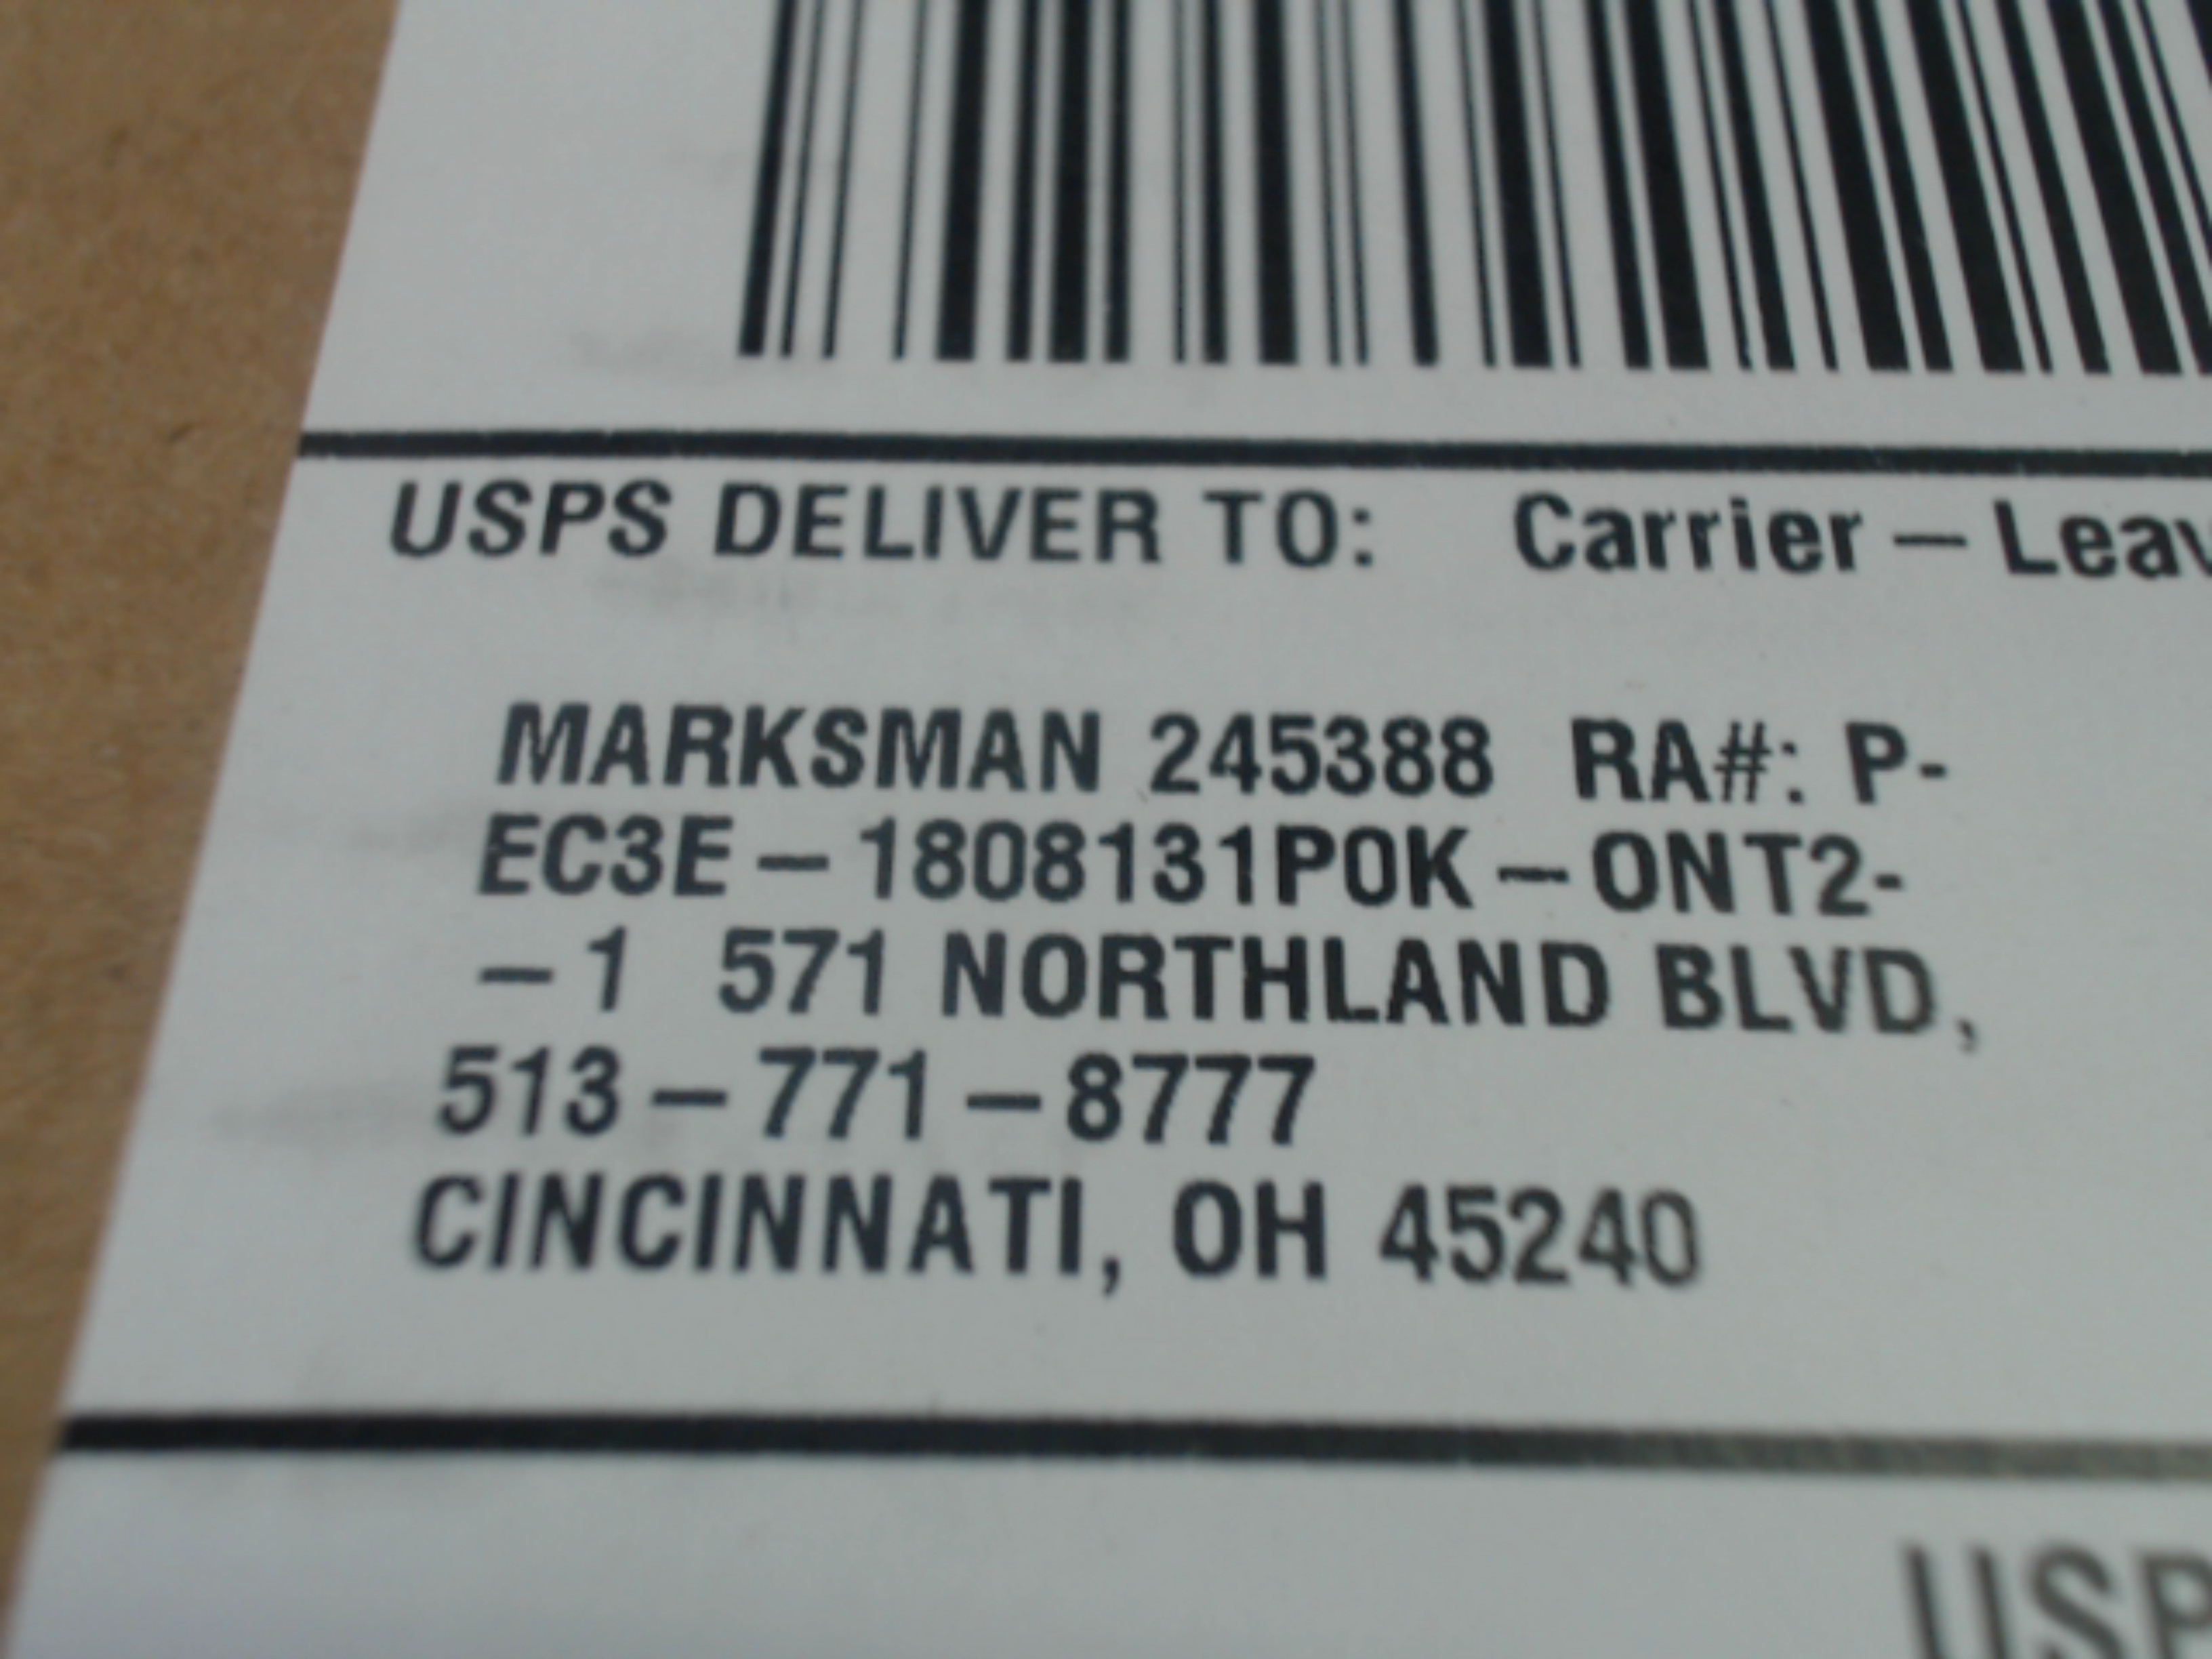 USPS DELIVER TO: Carrier – Leav
MARKSMAN 245388 RA#: P-
EC3E – 1808131P0K – ONT2-
– 1 571 NORTHLAND BLVD,
513 – 771 – 8777
CINCINNATI, OH 45240
USP